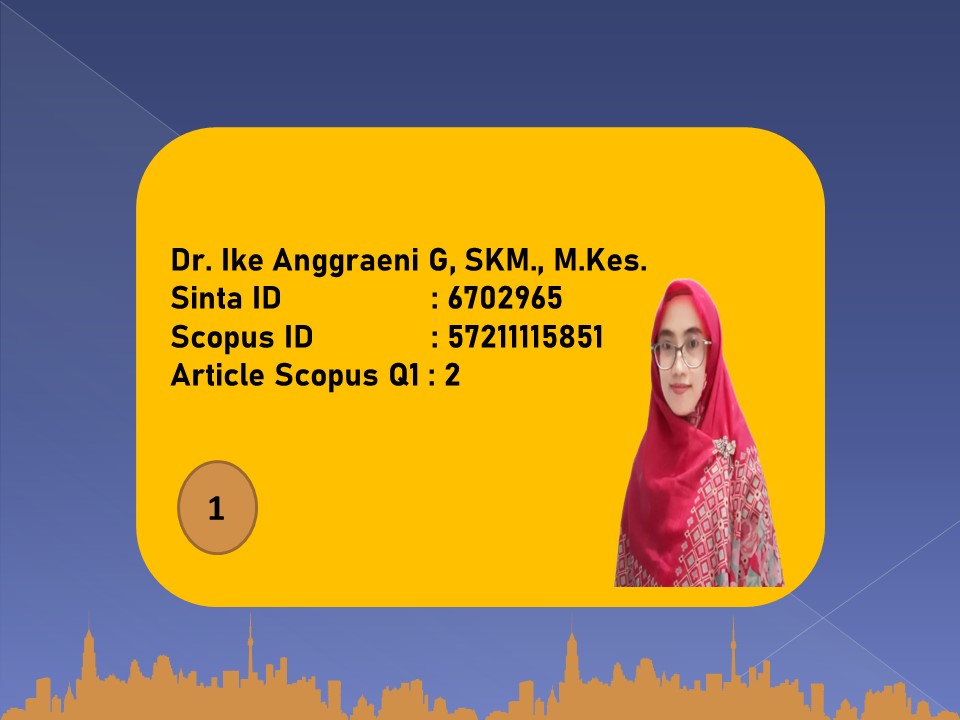 Dr. Ike Anggraeni G, SKM., M.Kes.
Sinta ID : 6702965
Scopus ID : 57211115851
Article Scopus Q1 : 2
1